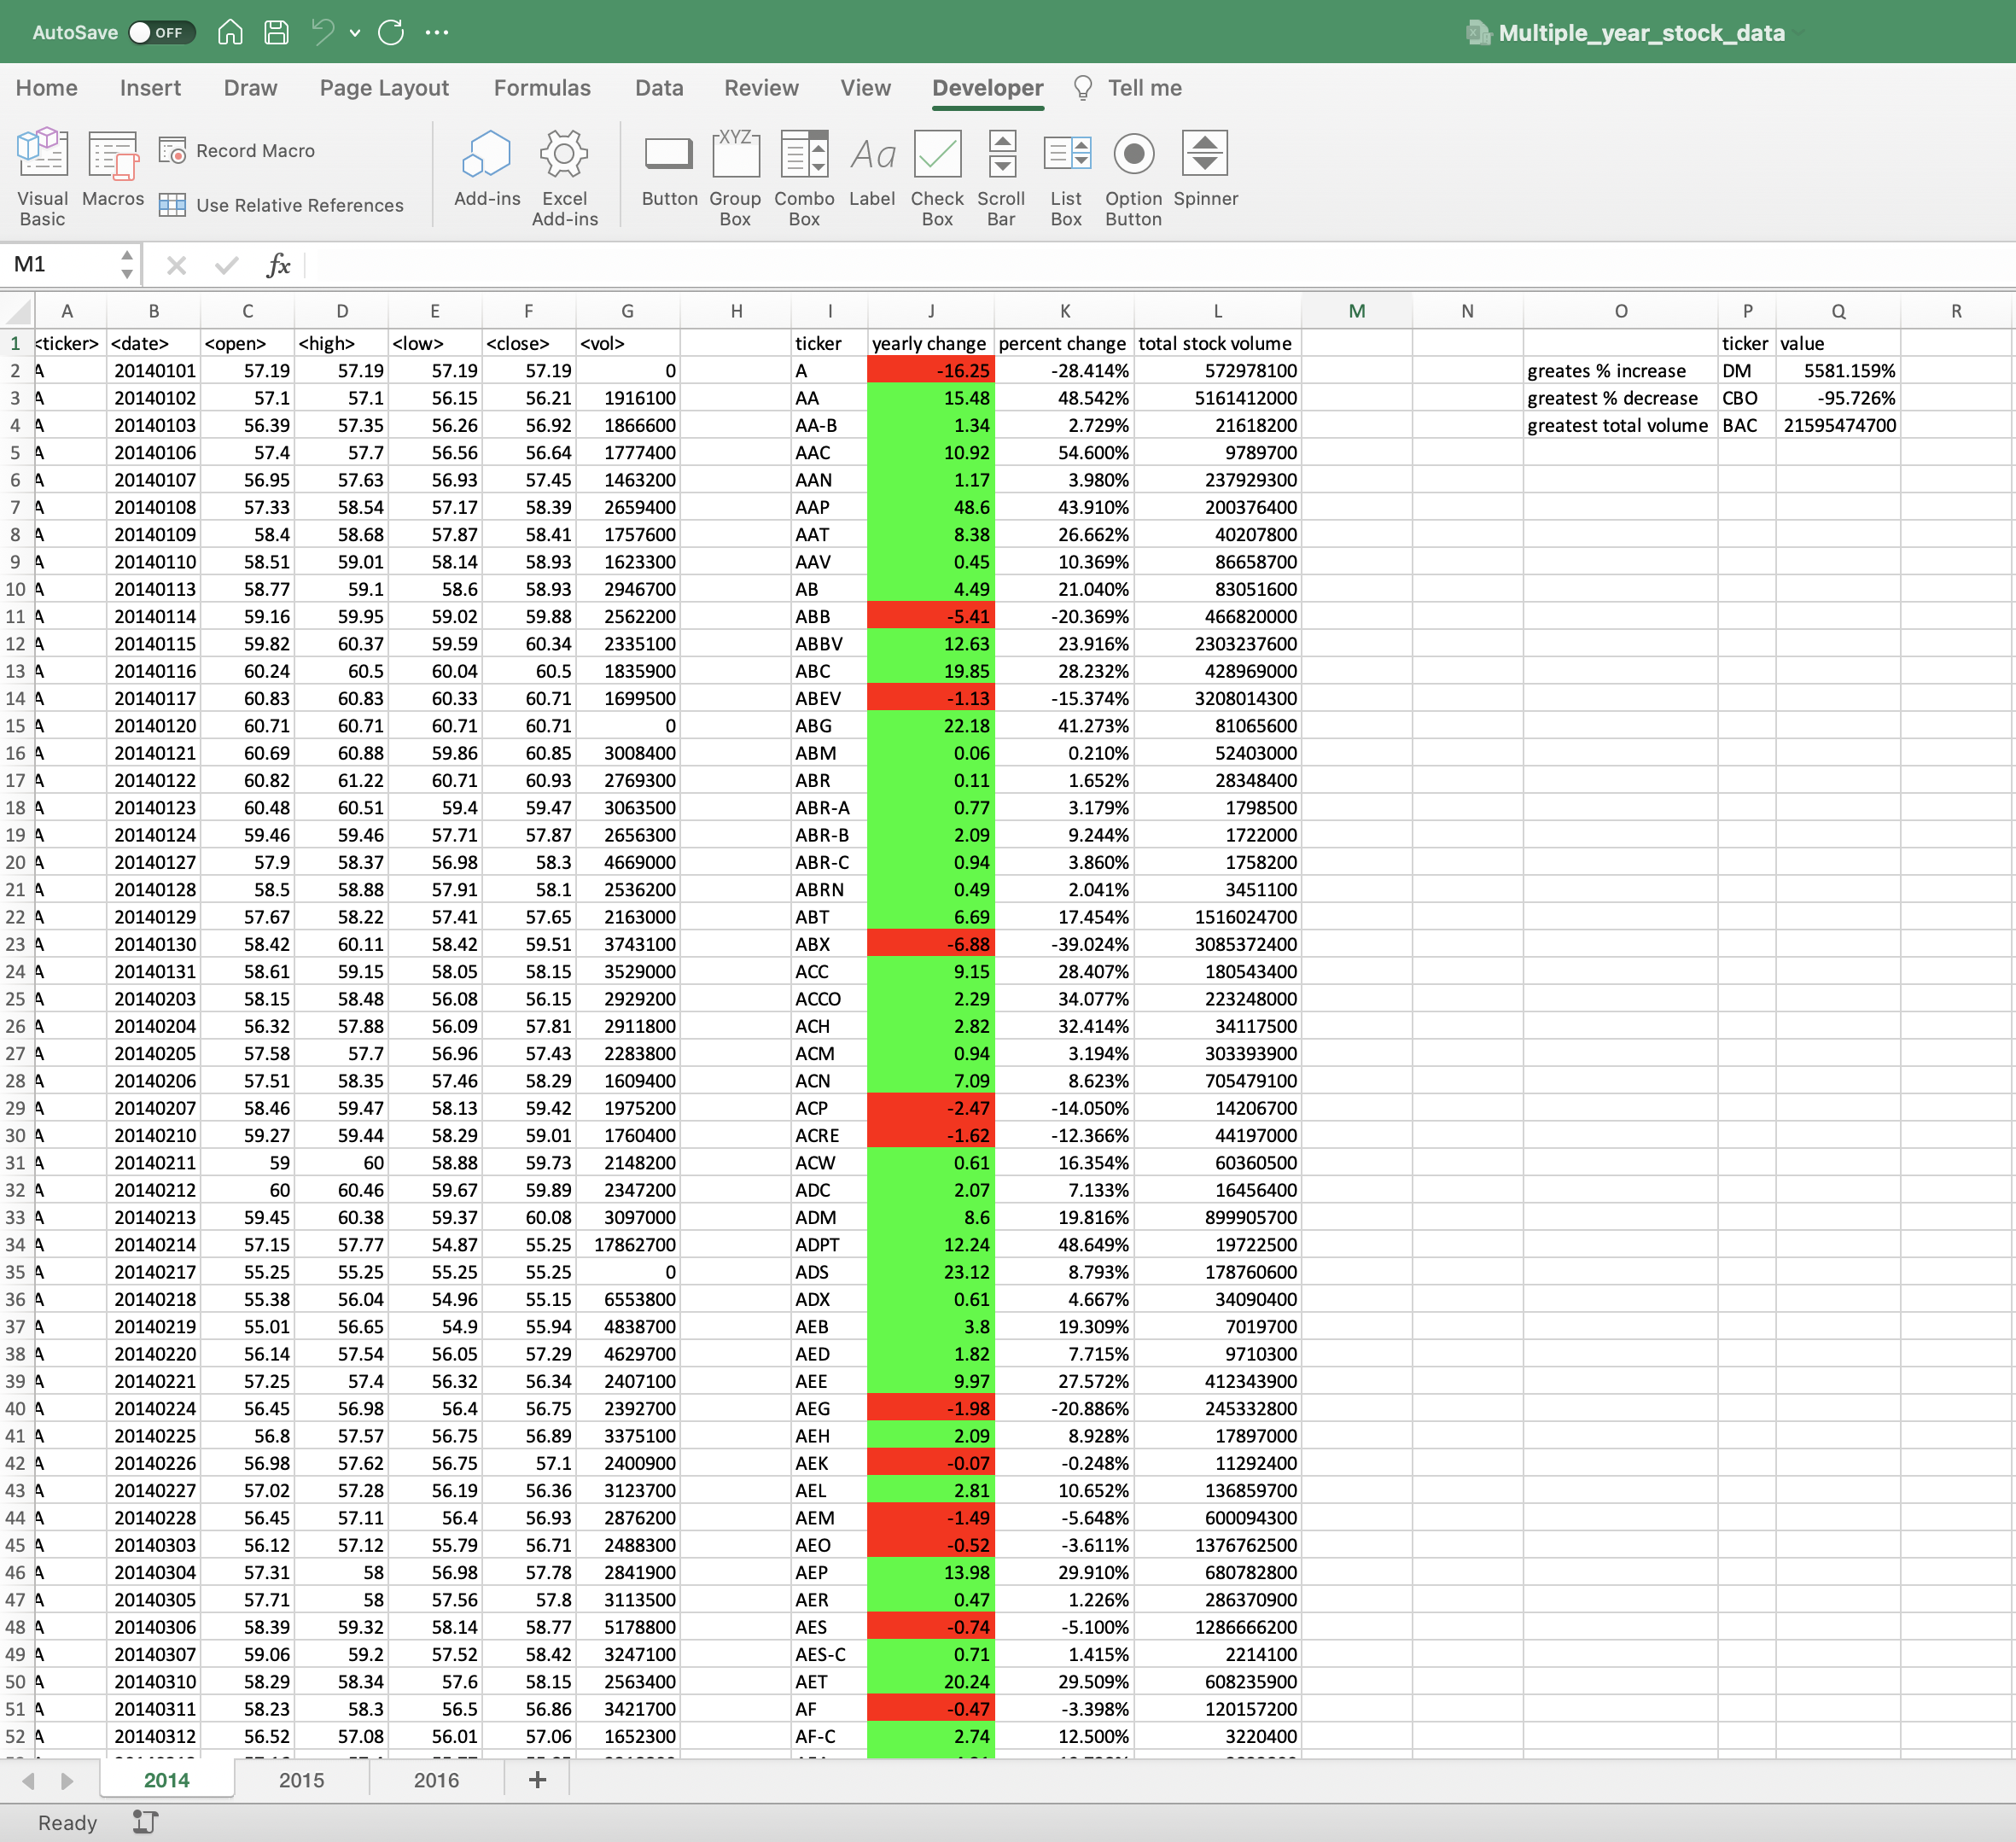 AutoSave OFF Multiple_year_stock_data
Home Insert Draw Page Layout Formulas Data Review View Developer Tell me
Visual Basic Macros Record Macro Use Relative References Add-ins Excel Add-ins Button Group Box Combo Box Label Check Box Scroll Bar List Box Option Button Spinner
XYZ Aa
M1 fx
A B C D E F G H I J K L M N O P Q R
1 <ticker> <date> <open> <high> <low> <close> <vol> ticker yearly change percent change total stock volume ticker value
2 A 20140101 57.19 57.19 57.19 57.19 0 A -16.25 -28.414% 572978100 greates % increase DM 5581.159%
3 A 20140102 57.1 57.1 56.15 56.21 1916100 AA 15.48 48.542% 5161412000 greatest % decrease CBO -95.726%
4 A 20140103 56.39 57.35 56.26 56.92 1866600 AA-B 1.34 2.729% 21618200 greatest total volume BAC 21595474700
5 A 20140106 57.4 57.7 56.56 56.64 1777400 AAC 10.92 54.600% 9789700
6 A 20140107 56.95 57.63 56.93 57.45 1463200 AAN 1.17 3.980% 237929300
7 A 20140108 57.33 58.54 57.17 58.39 2659400 AAP 48.6 43.910% 200376400
8 A 20140109 58.4 58.68 57.87 58.41 1757600 AAT 8.38 26.662% 40207800
9 A 20140110 58.51 59.01 58.14 58.93 1623300 AAV 0.45 10.369% 86658700
10 A 20140113 58.77 59.1 58.6 58.93 2946700 AB 4.49 21.040% 83051600
11 A 20140114 59.16 59.95 59.02 59.88 2562200 ABB -5.41 -20.369% 466820000
12 A 20140115 59.82 60.37 59.59 60.34 2335100 ABBV 12.63 23.916% 2303237600
13 A 20140116 60.24 60.5 60.04 60.5 1835900 ABC 19.85 28.232% 428969000
14 A 20140117 60.83 60.83 60.33 60.71 1699500 ABEV -1.13 -15.374% 3208014300
15 A 20140120 60.71 60.71 60.71 60.71 0 ABG 22.18 41.273% 81065600
16 A 20140121 60.69 60.88 59.86 60.85 3008400 ABM 0.06 0.210% 52403000
17 A 20140122 60.82 61.22 60.71 60.93 2769300 ABR 0.11 1.652% 28348400
18 A 20140123 60.48 60.51 59.4 59.47 3063500 ABR-A 0.77 3.179% 1798500
19 A 20140124 59.46 59.46 57.71 57.87 2656300 ABR-B 2.09 9.244% 1722000
20 A 20140127 57.9 58.37 56.98 58.3 4669000 ABR-C 0.94 3.860% 1758200
21 A 20140128 58.5 58.88 57.91 58.1 2536200 ABRN 0.49 2.041% 3451100
22 A 20140129 57.67 58.22 57.41 57.65 2163000 ABT 6.69 17.454% 1516024700
23 A 20140130 58.42 60.11 58.42 59.51 3743100 ABX -6.88 -39.024% 3085372400
24 A 20140131 58.61 59.15 58.05 58.15 3529000 ACC 9.15 28.407% 180543400
25 A 20140203 58.15 58.48 56.08 56.15 2929200 ACCO 2.29 34.077% 223248000
26 A 20140204 56.32 57.88 56.09 57.81 2911800 ACH 2.82 32.414% 34117500
27 A 20140205 57.58 57.7 56.96 57.43 2283800 ACM 0.94 3.194% 303393900
28 A 20140206 57.51 58.35 57.46 58.29 1609400 ACN 7.09 8.623% 705479100
29 A 20140207 58.46 59.47 58.13 59.42 1975200 ACP -2.47 -14.050% 14206700
30 A 20140210 59.27 59.44 58.29 59.01 1760400 ACRE -1.62 -12.366% 44197000
31 A 20140211 59 60 58.88 59.73 2148200 ACW 0.61 16.354% 60360500
32 A 20140212 60 60.46 59.67 59.89 2347200 ADC 2.07 7.133% 16456400
33 A 20140213 59.45 60.38 59.37 60.08 3097000 ADM 8.6 19.816% 899905700
34 A 20140214 57.15 57.77 54.87 55.25 17862700 ADPT 12.24 48.649% 19722500
35 A 20140217 55.25 55.25 55.25 55.25 0 ADS 23.12 8.793% 178760600
36 A 20140218 55.38 56.04 54.96 55.15 6553800 ADX 0.61 4.667% 34090400
37 A 20140219 55.01 56.65 54.9 55.94 4838700 AEB 3.8 19.309% 7019700
38 A 20140220 56.14 57.54 56.05 57.29 4629700 AED 1.82 7.715% 9710300
39 A 20140221 57.25 57.4 56.32 56.34 2407100 AEE 9.97 27.572% 412343900
40 A 20140224 56.45 56.98 56.4 56.75 2392700 AEG -1.98 -20.886% 245332800
41 A 20140225 56.8 57.57 56.75 56.89 3375100 AEH 2.09 8.928% 17897000
42 A 20140226 56.98 57.62 56.75 57.1 2400900 AEK -0.07 -0.248% 11292400
43 A 20140227 57.02 57.28 56.19 56.36 3123700 AEL 2.81 10.652% 136859700
44 A 20140228 56.45 57.11 56.4 56.93 2876200 AEM -1.49 -5.648% 600094300
45 A 20140303 56.12 57.12 55.79 56.71 2488300 AEO -0.52 -3.611% 1376762500
46 A 20140304 57.31 58 56.98 57.78 2841900 AEP 13.98 29.910% 680782800
47 A 20140305 57.71 58 57.56 57.8 3113500 AER 0.47 1.226% 286370900
48 A 20140306 58.39 59.32 58.14 58.77 5178800 AES -0.74 -5.100% 1286666200
49 A 20140307 59.06 59.2 57.52 58.42 3247100 AES-C 0.71 1.415% 2214100
50 A 20140310 58.29 58.34 57.6 58.15 2563400 AET 20.24 29.509% 608235900
51 A 20140311 58.23 58.3 56.5 56.86 3421700 AF -0.47 -3.398% 120157200
52 A 20140312 56.52 57.08 56.01 57.06 1652300 AF-C 2.74 12.500% 3220400
2014 2015 2016 +
Ready